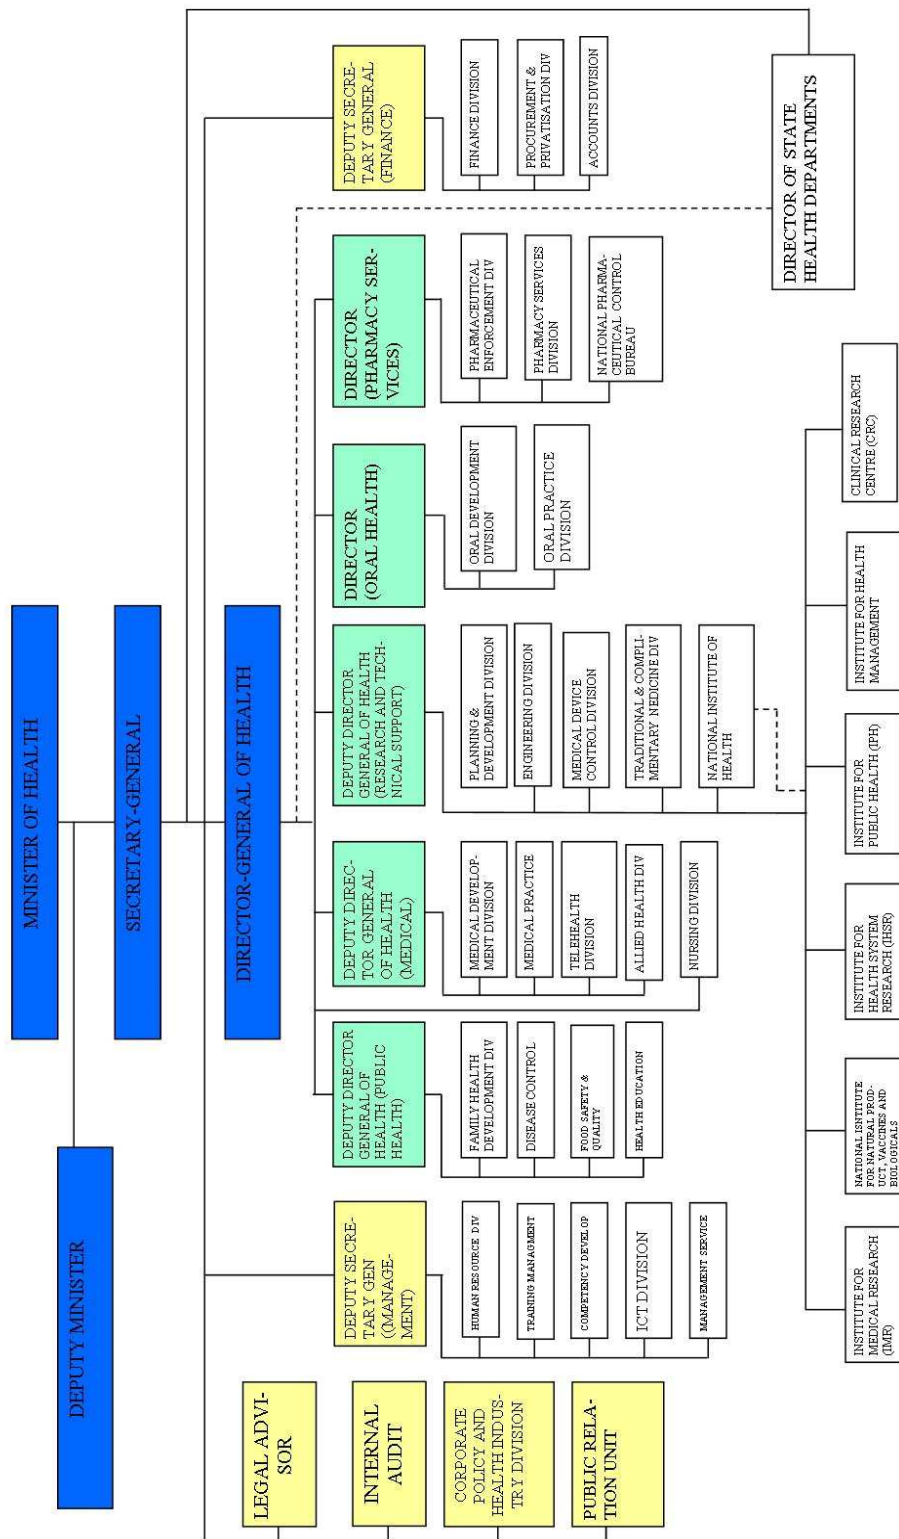 MINISTER OF HEALTH
DEPUTY MINISTER
SECRETARY-GENERAL
DIRECTOR-GENERAL OF HEALTH
LEGAL ADVI-
SOR
INTERNAL
AUDIT
CORPORATE
POLICY AND
HEALTH INDUS-
TRY DIVISION
PUBLIC RELA-
TION UNIT
DEPUTY SECRE-
TARY GEN
((MANAGE-
MENT)
HUMAN RESOURCE DIV
TRAINING MANAGMENT
COMPETENCY DEVELOP
ICT DIVISION
MANAGEMENT SERVICE
DEPUTY DIRECTOR
GENERAL OF
HEALTH (PUBLIC
HEALTH)
FAMILY HEALTH
DEVELOPMENT DIV
DISEASE CONTROL
FOOD SAFETY &
QUALITY
HEALTH EDUCATION
DEPUTY DIREC-
TOR GENERAL
OF HEALTH
(MEDICAL)
MEDICAL DEVELOP-
MENT DIVISION
MEDICAL PRACTICE
TELEHEALTH
DIVISION
ALLIED HEALTH DIV
NURSING DIVISION
DEPUTY DIRECTOR
GENERAL OF HEALTH
(RESEARCH AND TECH-
NICAL SUPPORT)
PLANNING &
DEVELOPMENT DIVISION
ENGINEERING DIVISION
MEDICAL DEVICE
CONTROL DIVISION
TRADITIONAL & COMPLI-
MENTARY NEDICINE DIV
NATIONAL INSTITUTE OF
HEALTH
DIRECTOR
(ORAL HEALTH)
ORAL DEVELOPMENT
DIVISION
ORAL PRACTICE
DIVISION
DIRECTOR
(PHARMACY SER-
VICES)
PHARMACEUTICAL
ENFORCEMENT DIV
PHARMACY SERVICES
DIVISION
NATIONAL PHARMA-
CEUTICAL CONTROL
BUREAU
DEPUTY SECRE-
TARY GENERAL
(FINANCE)
FINANCE DIVISION
PROCUREMENT &
PRIVATISATION DIV
ACCOUNTS DIVISION
DIRECTOR OF STATE
HEALTH DEPARTMENTS
INSTITUTE FOR
MEDICAL RESEARCH
(IMR)
NATIONAL ISNTITUTE
FOR NATURAL PROD-
UCT, VACCINES AND
BIOLOGICALS
INSTITUTE FOR
HEALTH SYSTEM
RESEARCH (IHSR)
INSTITUTE FOR
PUBLIC HEALTH (IPH)
INSTITUTE FOR HEALTH
MANAGEMENT
CLINICAL RESEARCH
CENTRE (CRC)